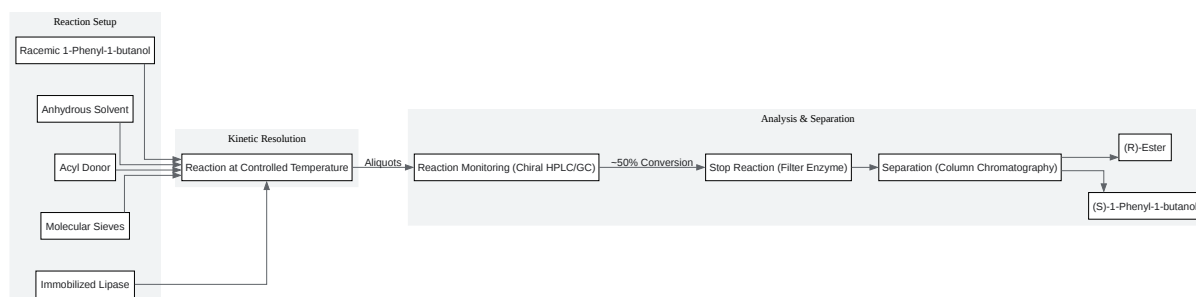 Reaction Setup
Racemic 1-Phenyl-1-butanol
Anhydrous Solvent
Acyl Donor
Molecular Sieves
Immobilized Lipase
Kinetic Resolution
Reaction at Controlled Temperature
Aliquots
Analysis & Separation
Reaction Monitoring (Chiral HPLC/GC)
~50% Conversion
Stop Reaction (Filter Enzyme)
Separation (Column Chromatography)
(R)-Ester
(S)-1-Phenyl-1-butanol